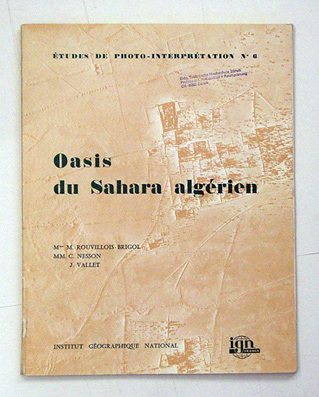 ÉTUDES DE PHOTO-INTERPRÉTATION N° 6
Oasis
du Sahara algérien
Mme M. ROUVILLOIS-BRIGOL
MM. C. NESSON
J. VALLET
INSTITUT GÉOGRAPHIQUE NATIONAL
ign
FRANCE